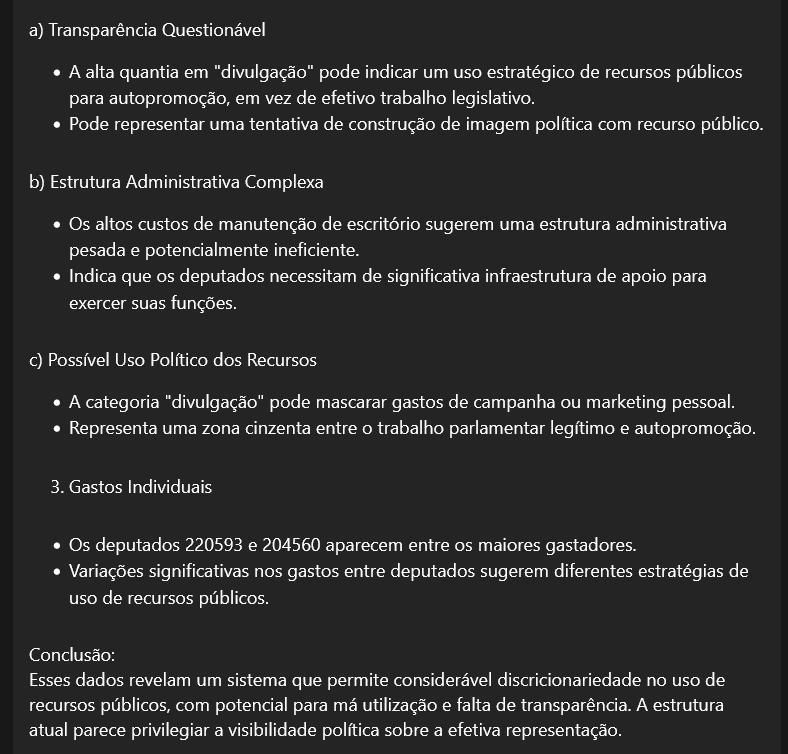 a) Transparência Questionável
• A alta quantia em "divulgação" pode indicar um uso estratégico de recursos públicos
para autopromoção, em vez de efetivo trabalho legislativo.
• Pode representar uma tentativa de construção de imagem política com recurso público.
b) Estrutura Administrativa Complexa
• Os altos custos de manutenção de escritório sugerem uma estrutura administrativa
pesada e potencialmente ineficiente.
• Indica que os deputados necessitam de significativa infraestrutura de apoio para
exercer suas funções.
c) Possível Uso Político dos Recursos
• A categoria "divulgação" pode mascarar gastos de campanha ou marketing pessoal.
• Representa uma zona cinzenta entre o trabalho parlamentar legítimo e autopromoção.
3. Gastos Individuais
• Os deputados 220593 e 204560 aparecem entre os maiores gastadores.
• Variações significativas nos gastos entre deputados sugerem diferentes estratégias de
uso de recursos públicos.
Conclusão:
Esses dados revelam um sistema que permite considerável discricionariedade no uso de
recursos públicos, com potencial para má utilização e falta de transparência. A estrutura
atual parece privilegiar a visibilidade política sobre a efetiva representação.